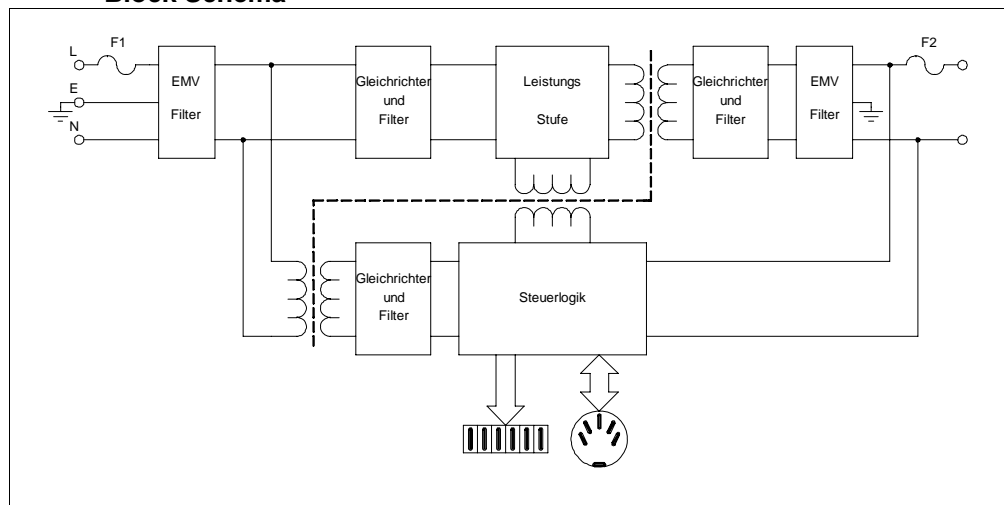 Block Schema
L
F1
E
N
EMV
Filter
Gleichrichter
und
Filter
Leistungs
Stufe
Gleichrichter
und
Filter
EMV
Filter
F2
Gleichrichter
und
Filter
Steuerlogik